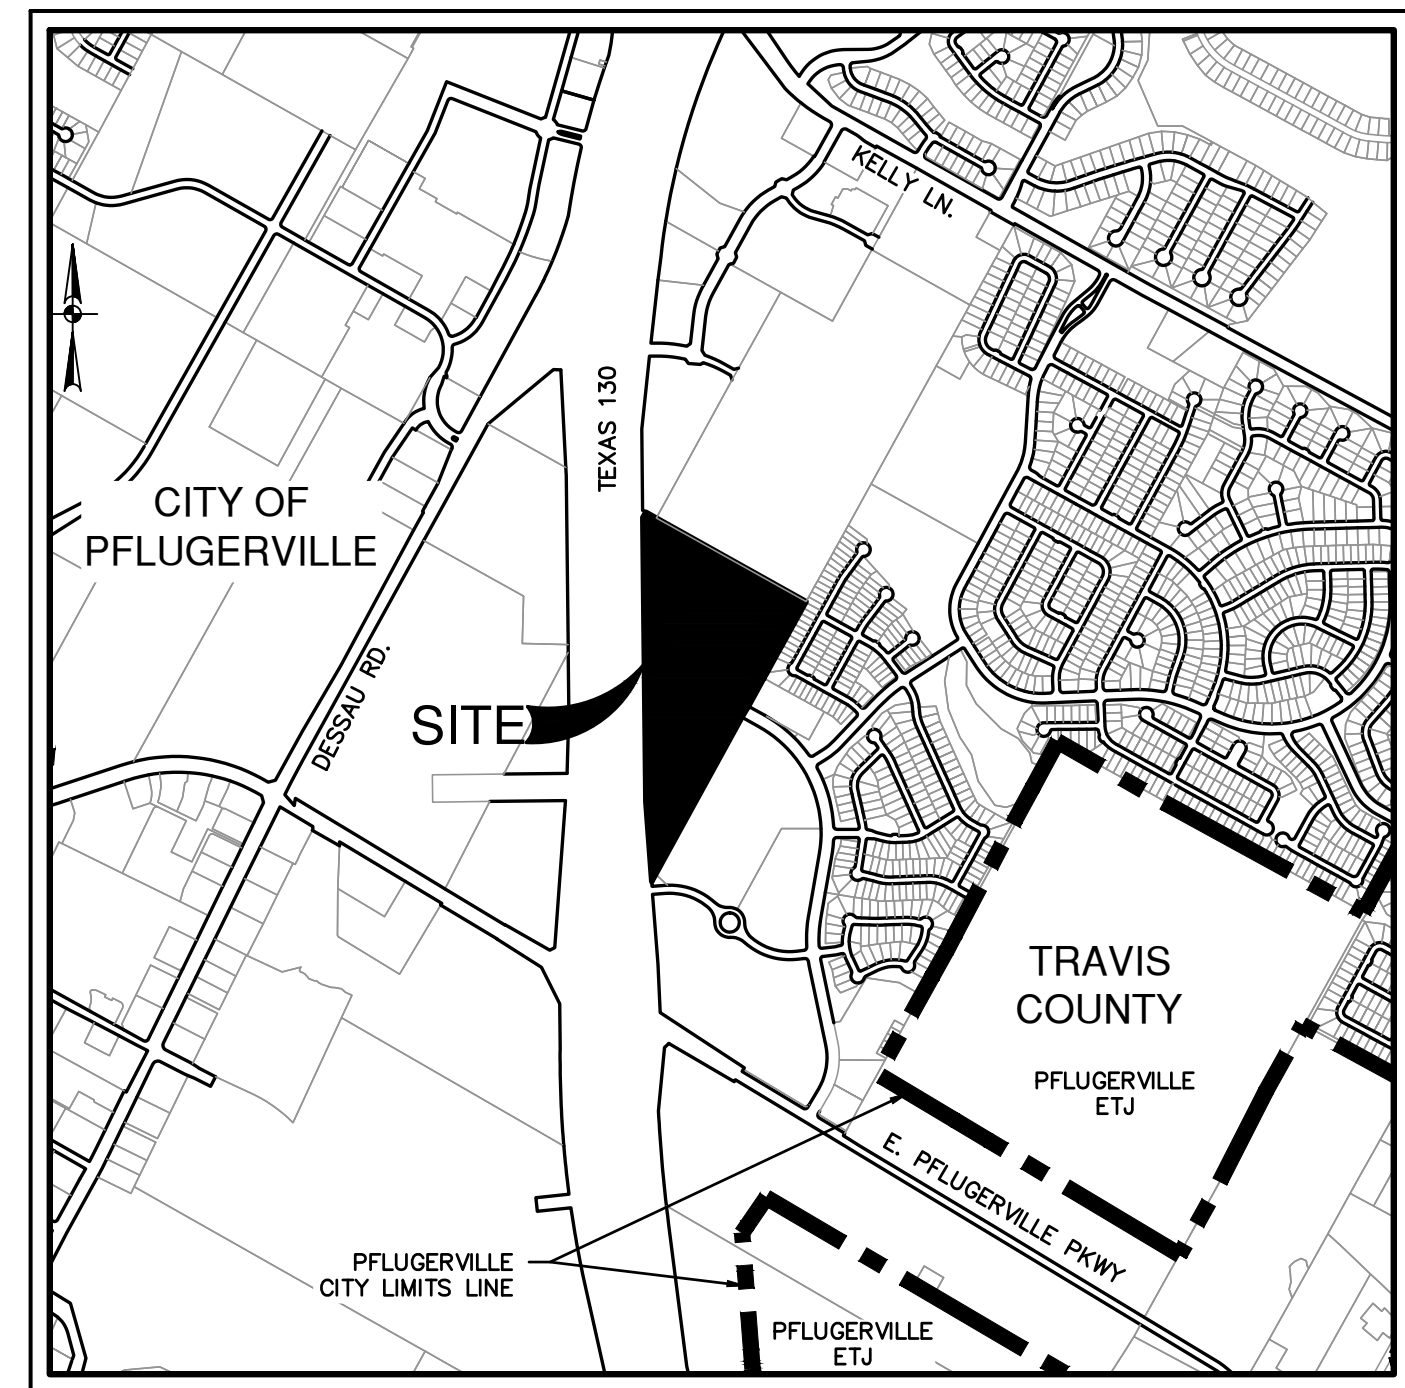 KELLY LN.
TEXAS 130
CITY OF
PFLUGERVILLE
DESSAU RD.
SITE
TRAVIS
COUNTY
PFLUGERVILLE
ETJ
E. PFLUGERVILLE PKWY
PFLUGERVILLE
CITY LIMITS LINE
PFLUGERVILLE
ETJ